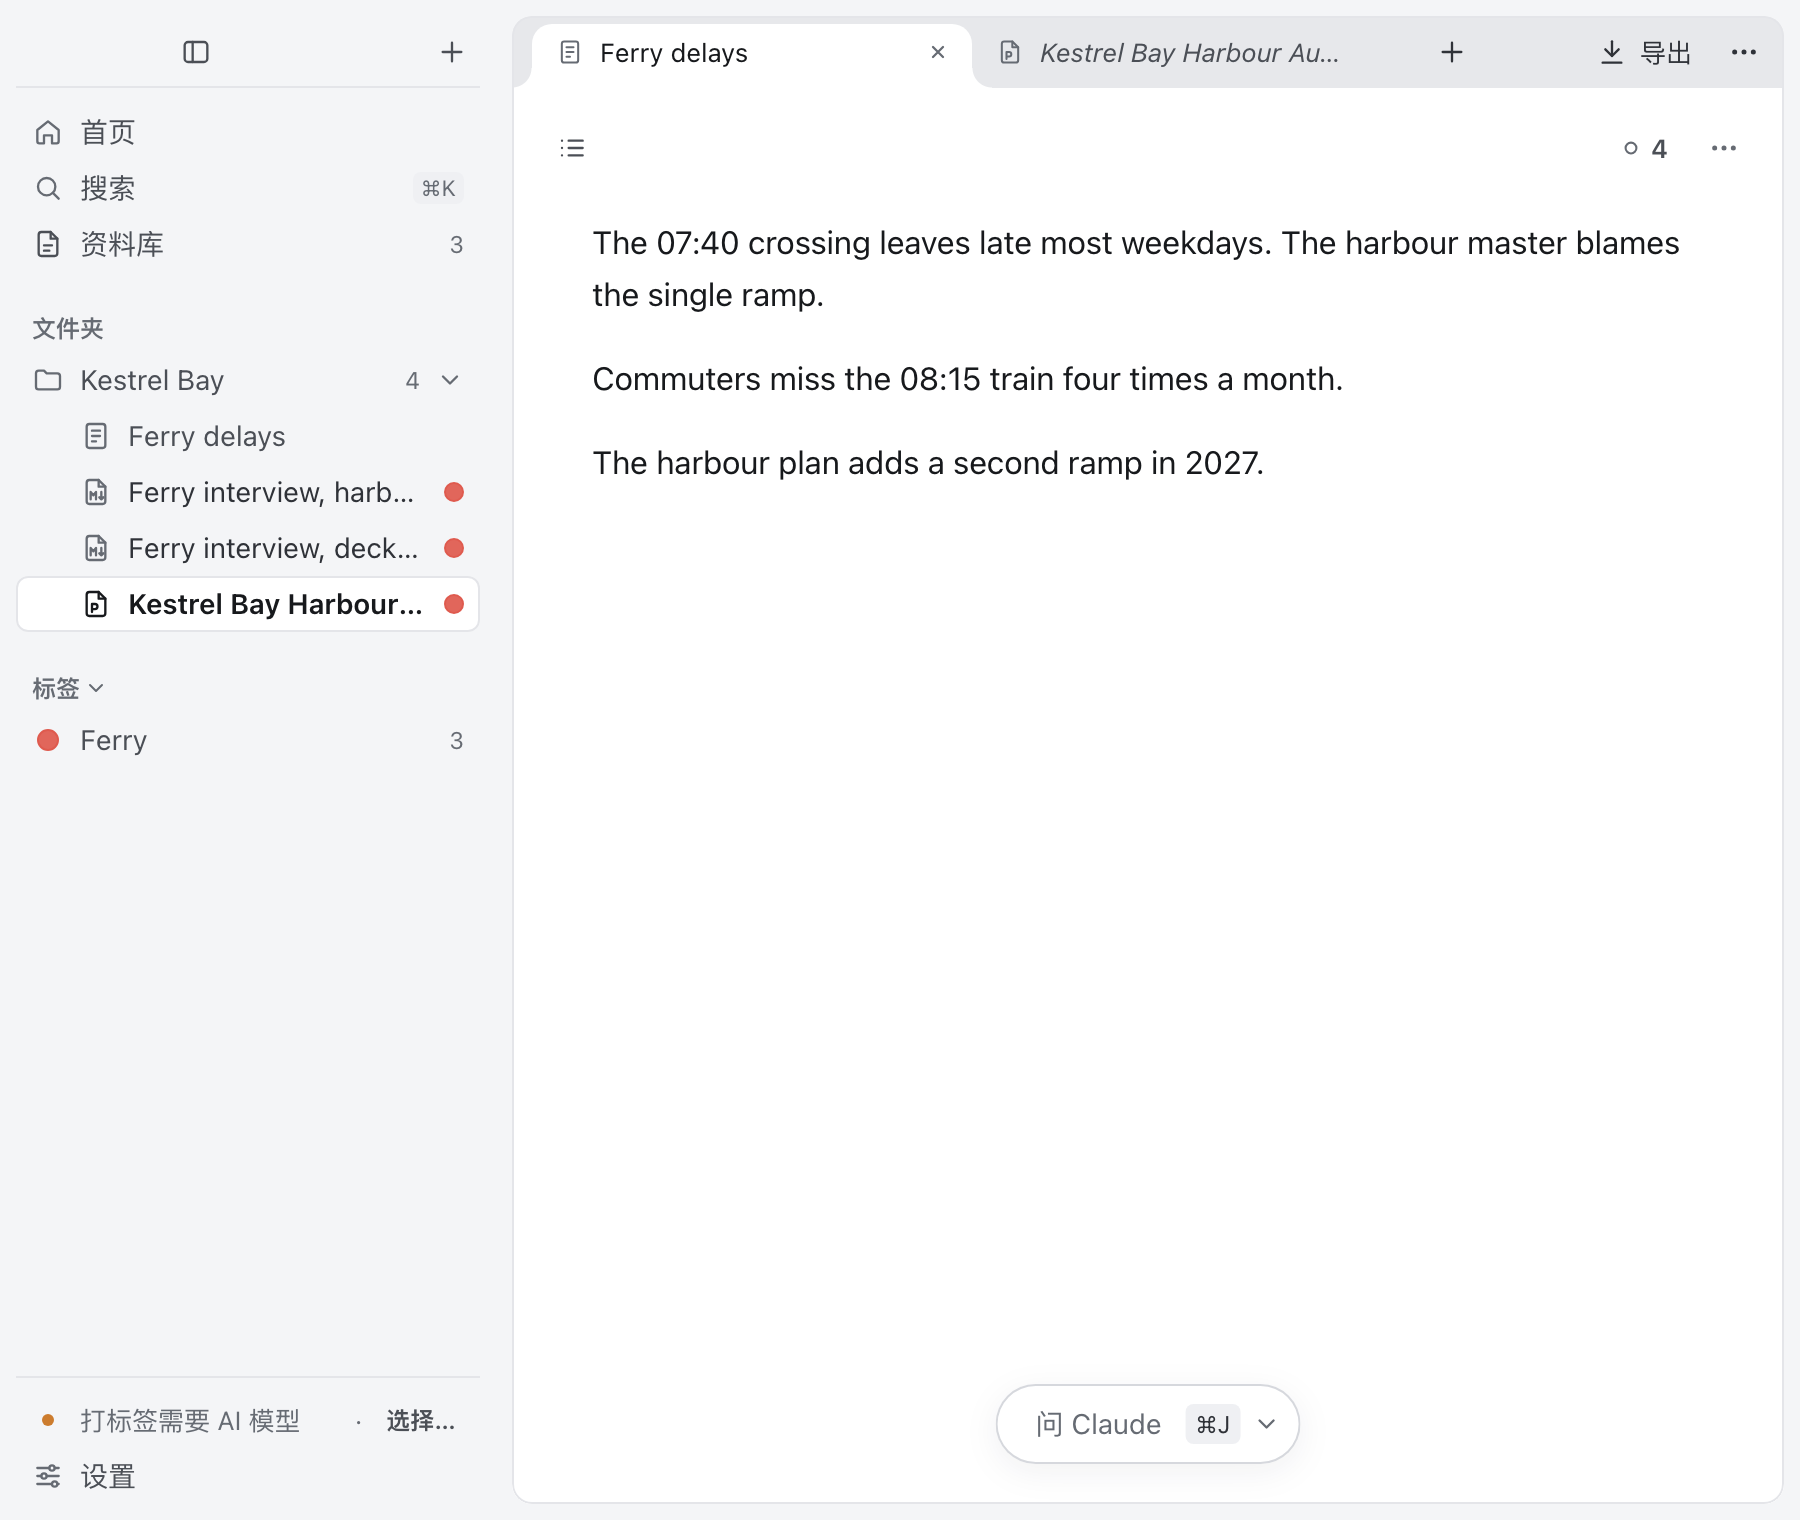 Ferry delays
Kestrel Bay Harbour Au...
导出
首页
搜索 ⌘K
资料库 3
文件夹
Kestrel Bay 4
Ferry delays
Ferry interview, harb...
Ferry interview, deck...
Kestrel Bay Harbour...
标签
Ferry 3
打标签需要 AI 模型 · 选择...
设置
4
The 07:40 crossing leaves late most weekdays. The harbour master blames
the single ramp.
Commuters miss the 08:15 train four times a month.
The harbour plan adds a second ramp in 2027.
问 Claude ⌘J